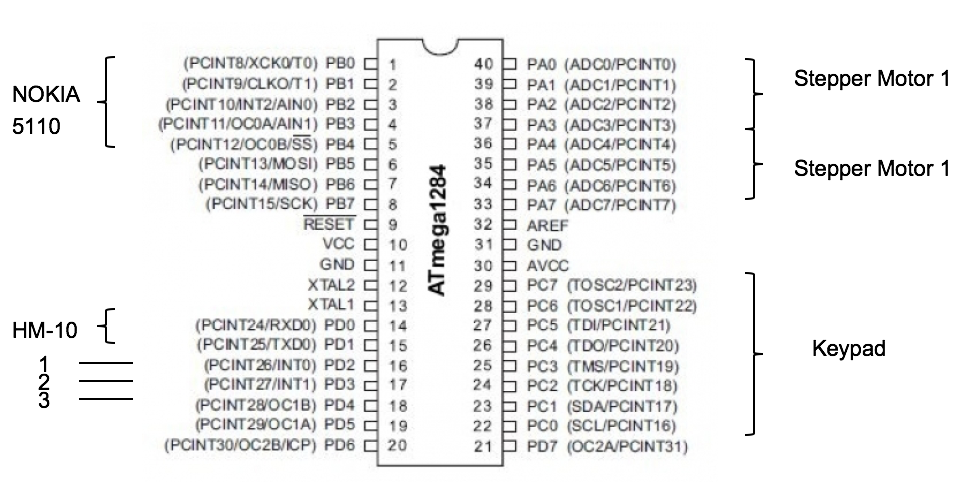 (PCINT8/XCK0/T0) PB0 1 40 PA0 (ADC0/PCINT0)
(PCINT9/CLKO/T1) PB1 2 39 PA1 (ADC1/PCINT1)
Stepper Motor 1
NOKIA
5110
(PCINT10/INT2/AIN0) PB2 3 38 PA2 (ADC2/PCINT2)
(PCINT11/OC0A/AIN1) PB3 4 37 PA3 (ADC3/PCINT3)
(PCINT12/OC0B/SS) PB4 5 36 PA4 (ADC4/PCINT4)
(PCINT13/MOSI) PB5 6 35 PA5 (ADC5/PCINT5)
Stepper Motor 1
(PCINT14/MISO) PB6 7 34 PA6 (ADC6/PCINT6)
(PCINT15/SCK) PB7 8 33 PA7 (ADC7/PCINT7)
RESET 9 32 AREF
VCC 10 31 GND
GND 11 30 AVCC
XTAL2 12 29 PC7 (TOSC2/PCINT23)
XTAL1 13 28 PC6 (TOSC1/PCINT22)
ATmega1284
HM-10
(PCINT24/RXD0) PD0 14 27 PC5 (TDI/PCINT21)
(PCINT25/TXD0) PD1 15 26 PC4 (TDO/PCINT20)
Keypad
1 (PCINT26/INT0) PD2 16 25 PC3 (TMS/PCINT19)
2 (PCINT27/INT1) PD3 17 24 PC2 (TCK/PCINT18)
3 (PCINT28/OC1B) PD4 18 23 PC1 (SDA/PCINT17)
(PCINT29/OC1A) PD5 19 22 PC0 (SCL/PCINT16)
(PCINT30/OC2B/ICP) PD6 20 21 PD7 (OC2A/PCINT31)